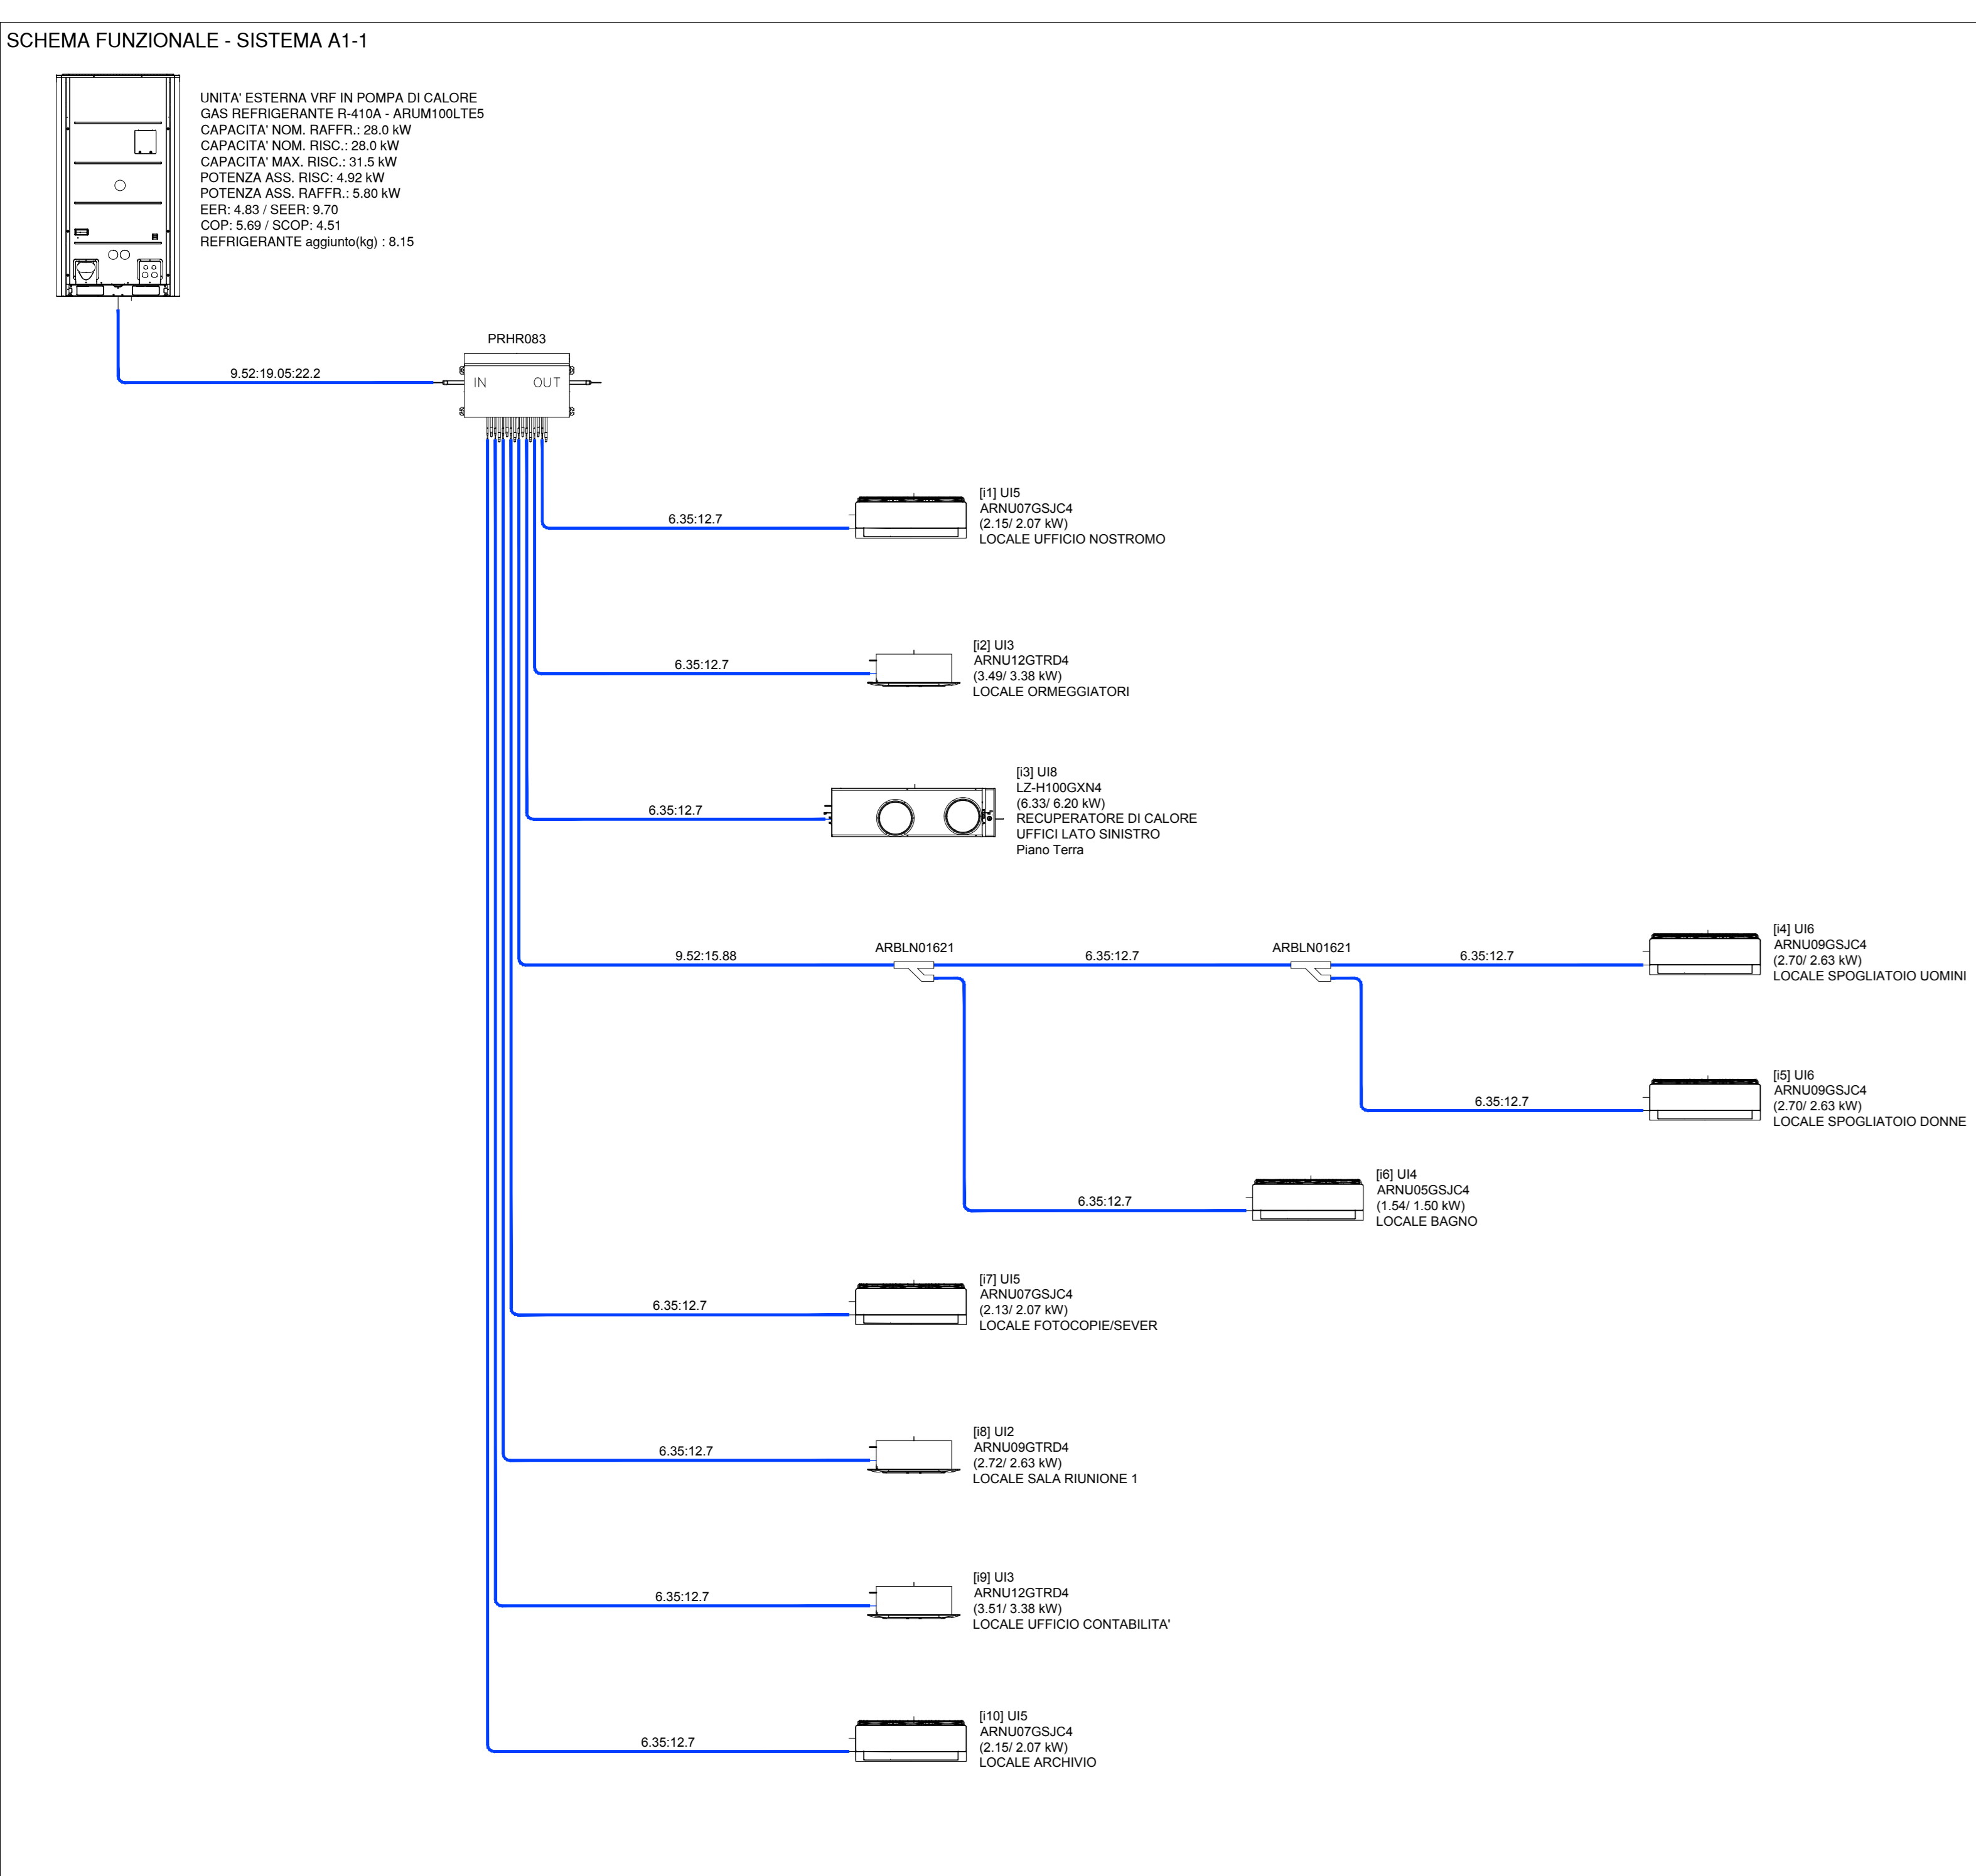 SCHEMA FUNZIONALE - SISTEMA A1-1
UNITA' ESTERNA VRF IN POMPA DI CALORE
GAS REFRIGERANTE R-410A - ARUM100LTE5
CAPACITA' NOM. RAFFR.: 28.0 kW
CAPACITA' NOM. RISC.: 28.0 kW
CAPACITA' MAX. RISC.: 31.5 kW
POTENZA ASS. RISC: 4.92 kW
POTENZA ASS. RAFFR.: 5.80 kW
EER: 4.83 / SEER: 9.70
COP: 5.69 / SCOP: 4.51
REFRIGERANTE aggiunto(kg) : 8.15
PRHR083
9.52:19.05:22.2
IN OUT
6.35:12.7
[i1] UI5
ARNU07GSJC4
(2.15/ 2.07 kW)
LOCALE UFFICIO NOSTROMO
6.35:12.7
[i2] UI3
ARNU12GTRD4
(3.49/ 3.38 kW)
LOCALE ORMEGGIATORI
6.35:12.7
[i3] UI8
LZ-H100GXN4
(6.33/ 6.20 kW)
RECUPERATORE DI CALORE
UFFICI LATO SINISTRO
Piano Terra
9.52:15.88
ARBLN01621
6.35:12.7
ARBLN01621
6.35:12.7
[i4] UI6
ARNU09GSJC4
(2.70/ 2.63 kW)
LOCALE SPOGLIATOIO UOMINI
6.35:12.7
[i5] UI6
ARNU09GSJC4
(2.70/ 2.63 kW)
LOCALE SPOGLIATOIO DONNE
6.35:12.7
[i6] UI4
ARNU05GSJC4
(1.54/ 1.50 kW)
LOCALE BAGNO
6.35:12.7
[i7] UI5
ARNU07GSJC4
(2.13/ 2.07 kW)
LOCALE FOTOCOPIE/SEVER
6.35:12.7
[i8] UI2
ARNU09GTRD4
(2.72/ 2.63 kW)
LOCALE SALA RIUNIONE 1
6.35:12.7
[i9] UI3
ARNU12GTRD4
(3.51/ 3.38 kW)
LOCALE UFFICIO CONTABILITA'
6.35:12.7
[i10] UI5
ARNU07GSJC4
(2.15/ 2.07 kW)
LOCALE ARCHIVIO